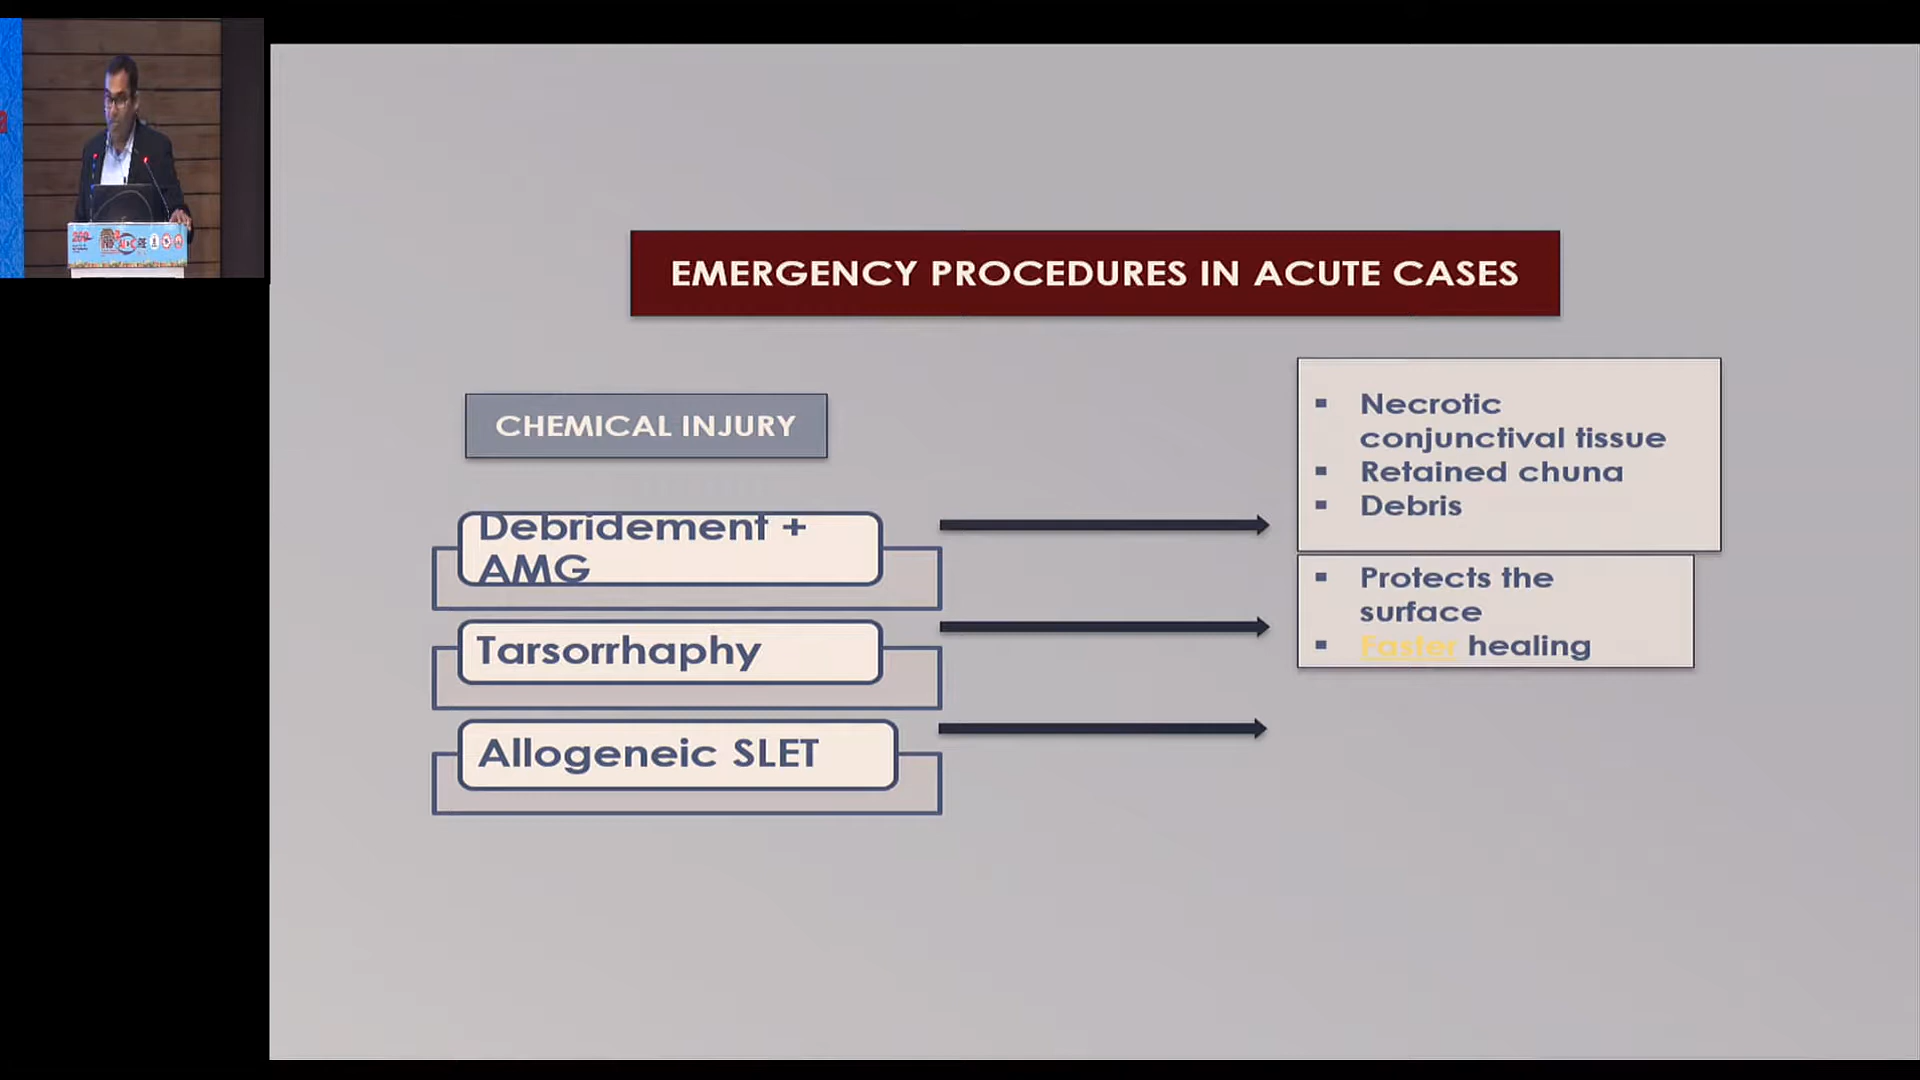 EMERGENCY PROCEDURES IN ACUTE CASES
CHEMICAL INJURY
Debridement +
AMG
Tarsorrhaphy
Allogeneic SLET
▪ Necrotic
conjunctival tissue
▪ Retained chuna
▪ Debris
▪ Protects the
surface
▪ Faster healing